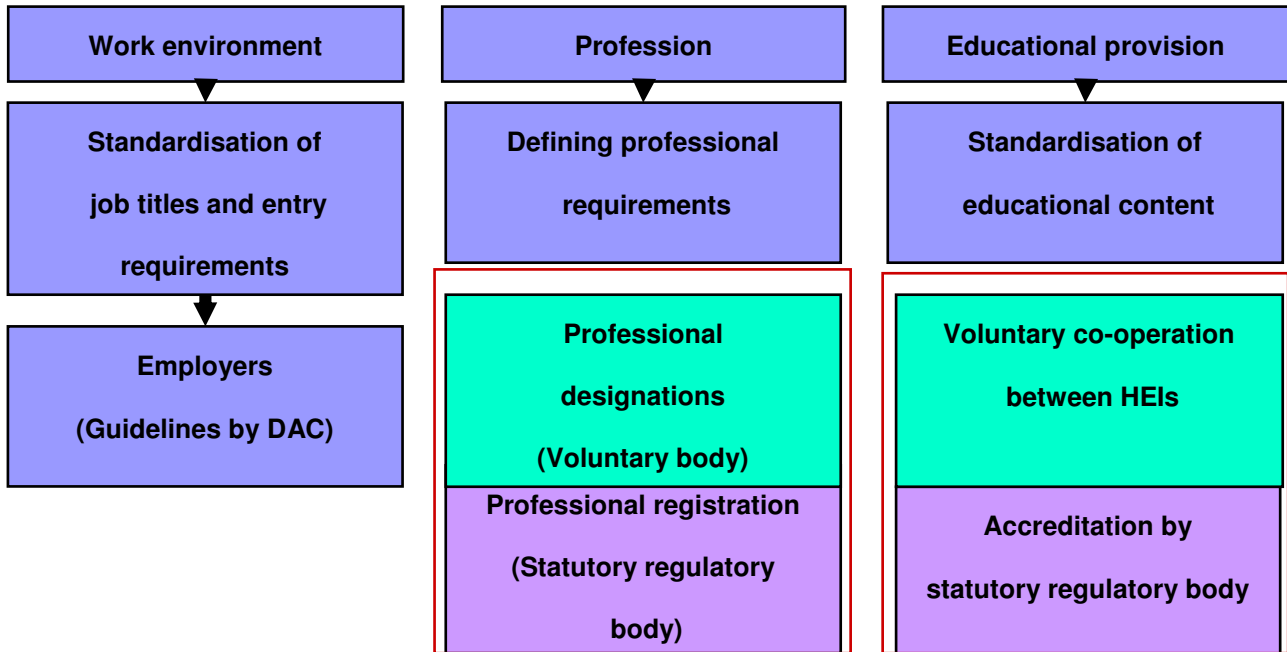 Work environment
Standardisation of
job titles and entry
requirements
Employers
(Guidelines by DAC)
Profession
Defining professional
requirements
Professional
designations
(Voluntary body)
Professional registration
(Statutory regulatory
body)
Educational provision
Standardisation of
educational content
Voluntary co-operation
between HEIs
Accreditation by
statutory regulatory body